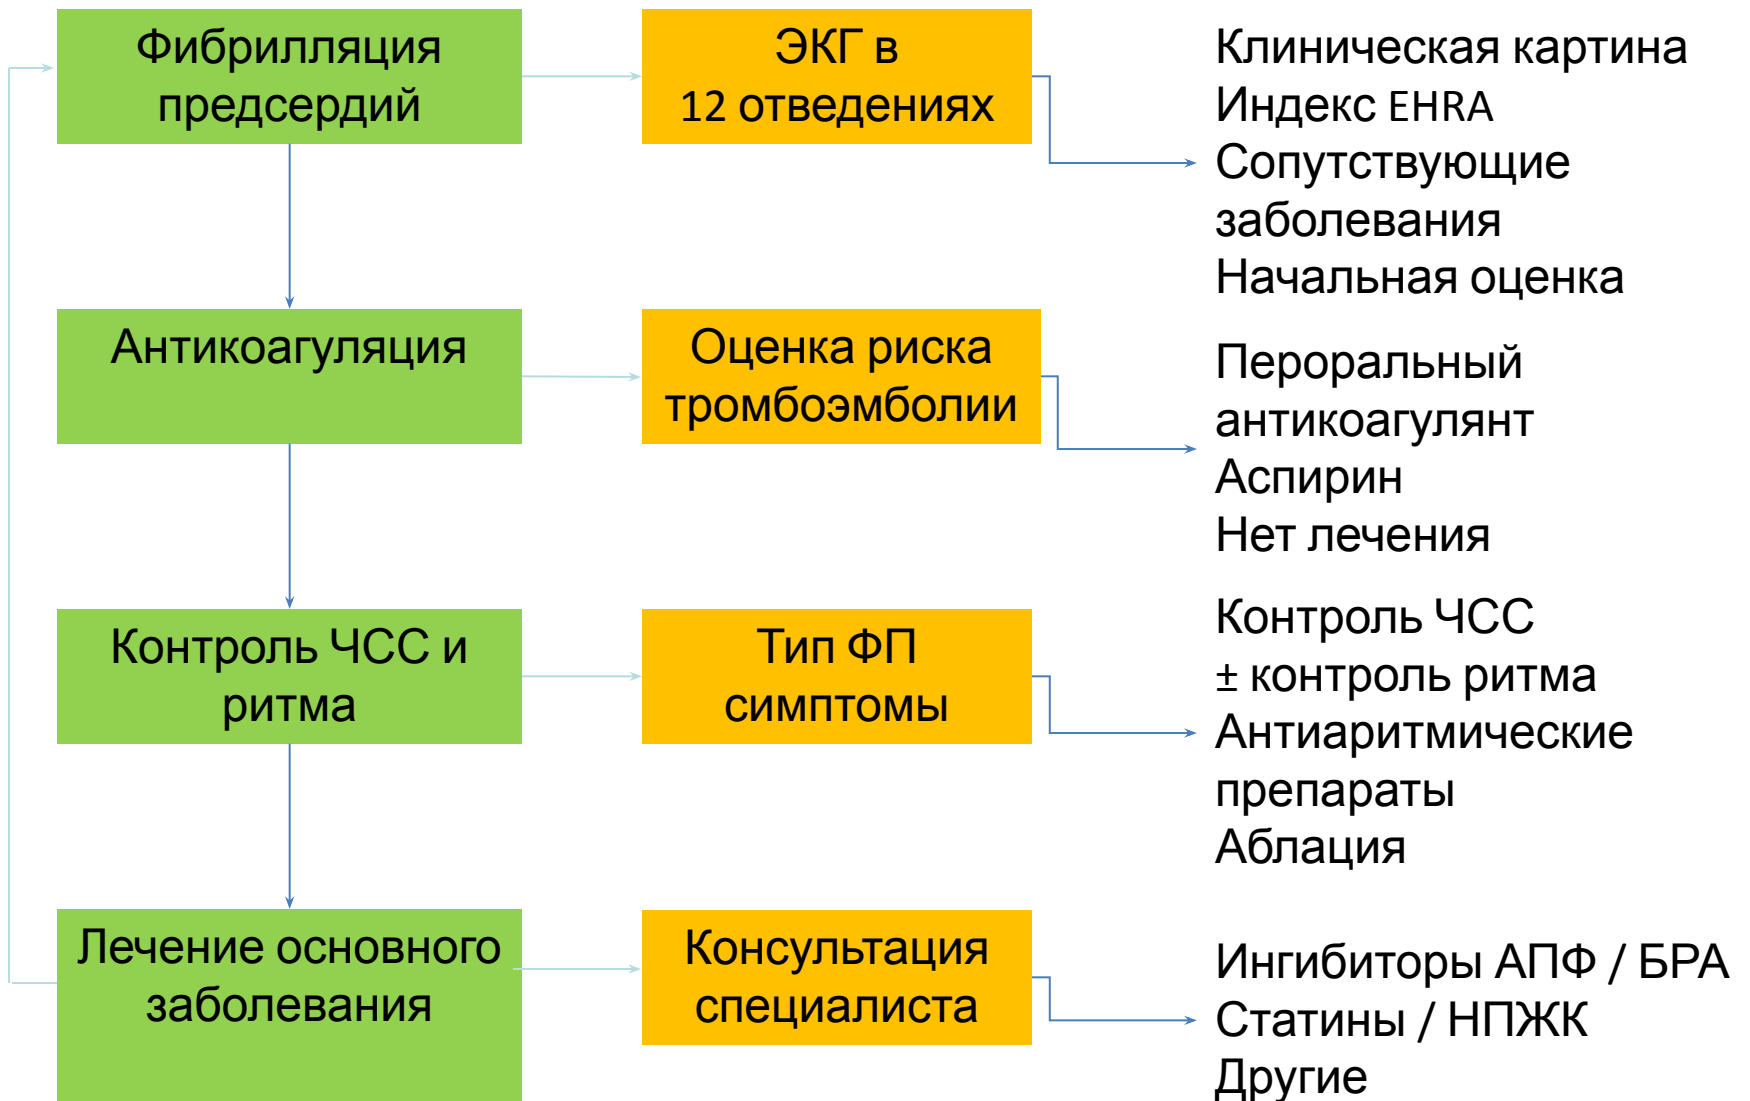 Фибрилляция
предсердий
ЭКГ в
12 отведениях
Клиническая картина
Индекс EHRA
Сопутствующие
заболевания
Начальная оценка
Антикоагуляция
Оценка риска
тромбоэмболии
Пероральный
антикоагулянт
Аспирин
Нет лечения
Контроль ЧСС и
ритма
Тип ФП
симптомы
Контроль ЧСС
± контроль ритма
Антиаритмические
препараты
Аблация
Лечение основного
заболевания
Консультация
специалиста
Ингибиторы АПФ / БРА
Статины / НПЖК
Другие